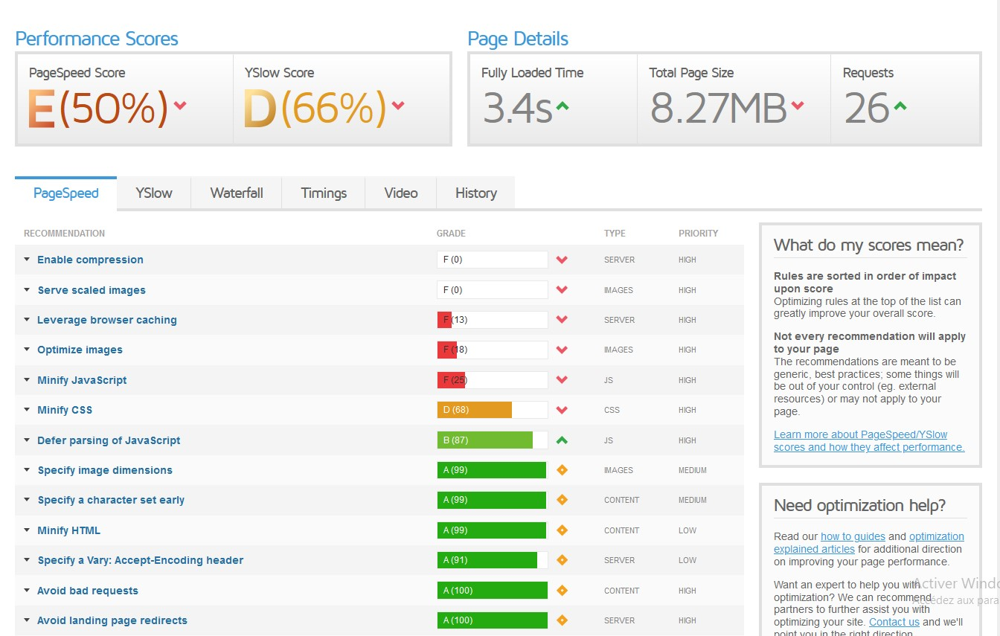 Performance Scores
Page Details
PageSpeed Score
YSlow Score
Fully Loaded Time
Total Page Size
Requests
E(50%)
D(66%)
3.4s
8.27MB
26
PageSpeed
YSlow
Waterfall
Timings
Video
History
RECOMMENDATION GRADE TYPE PRIORITY
Enable compression F (0) SERVER HIGH
Serve scaled images F (0) IMAGES HIGH
Leverage browser caching F (13) SERVER HIGH
Optimize images F (18) IMAGES HIGH
Minify JavaScript F (25) JS HIGH
Minify CSS D (68) CSS HIGH
Defer parsing of JavaScript B (87) JS HIGH
Specify image dimensions A (99) IMAGES MEDIUM
Specify a character set early A (99) CONTENT MEDIUM
Minify HTML A (99) CONTENT LOW
Specify a Vary: Accept-Encoding header A (91) SERVER LOW
Avoid bad requests A (100) CONTENT HIGH
Avoid landing page redirects A (100) SERVER HIGH
What do my scores mean?
Rules are sorted in order of impact
upon score
Optimizing rules at the top of the list can
greatly improve your overall score.
Not every recommendation will apply
to your page
The recommendations are meant to be
generic, best practices; some things will
be out of your control (eg. external
resources) or may not apply to your
page.
Learn more about PageSpeed/YSlow
scores and how they affect performance.
Need optimization help?
Read our how to guides and optimization
explained articles for additional direction
on improving your page performance.
Want an expert to help you with
optimization? We can recommend
partners to further assist you with
optimizing your site. Contact us and we'll
point you in the right direction
Activer Windo
Accédez aux para